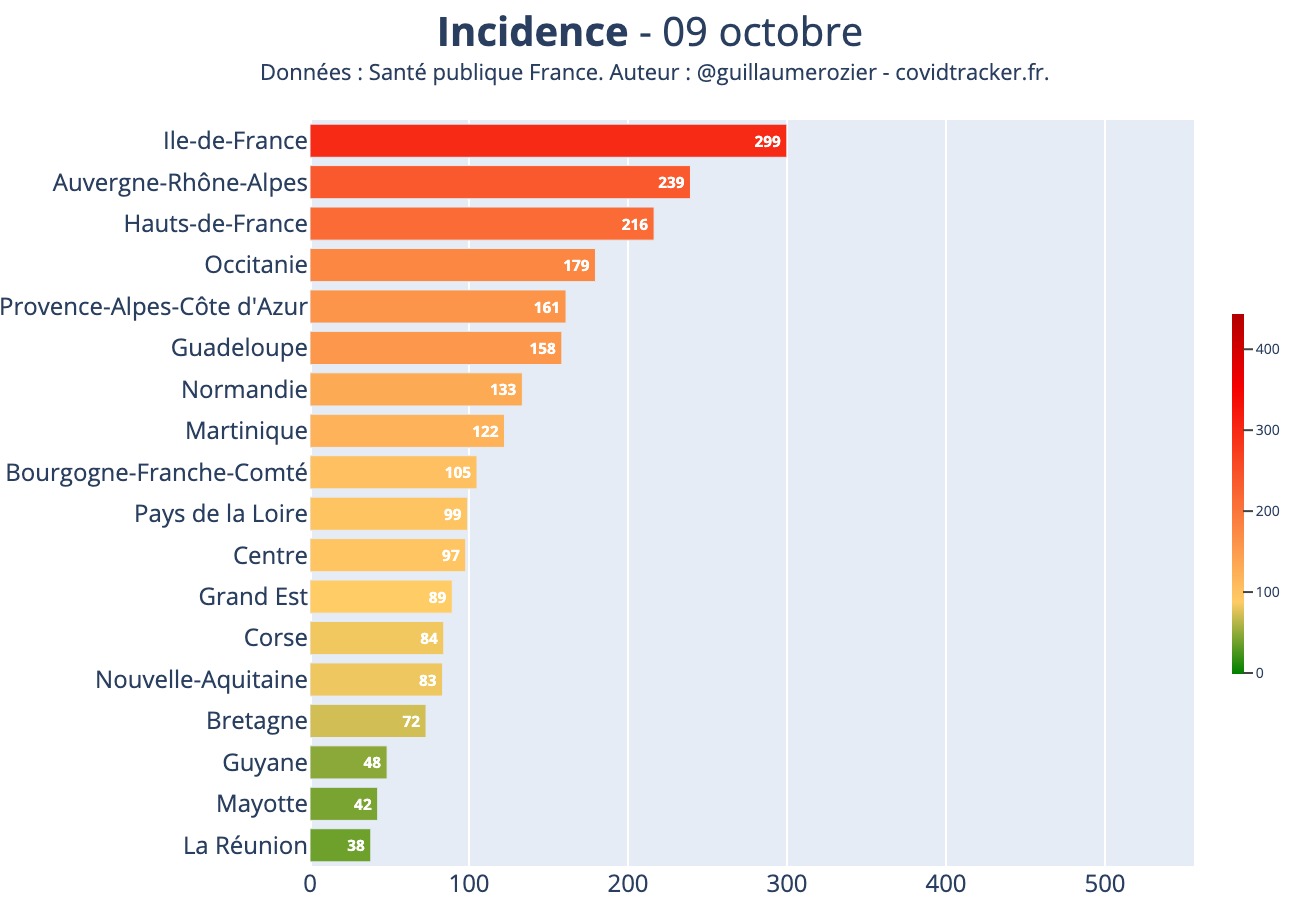 Incidence - 09 octobre
Données : Santé publique France. Auteur : @guillaumerozier - covidtracker.fr.
Ile-de-France 299
Auvergne-Rhône-Alpes 239
Hauts-de-France 216
Occitanie 179
Provence-Alpes-Côte d'Azur 161
Guadeloupe 158
Normandie 133
Martinique 122
Bourgogne-Franche-Comté 105
Pays de la Loire 99
Centre 97
Grand Est 89
Corse 84
Nouvelle-Aquitaine 83
Bretagne 72
Guyane 48
Mayotte 42
La Réunion 38
0 100 200 300 400 500
400
300
200
100
0